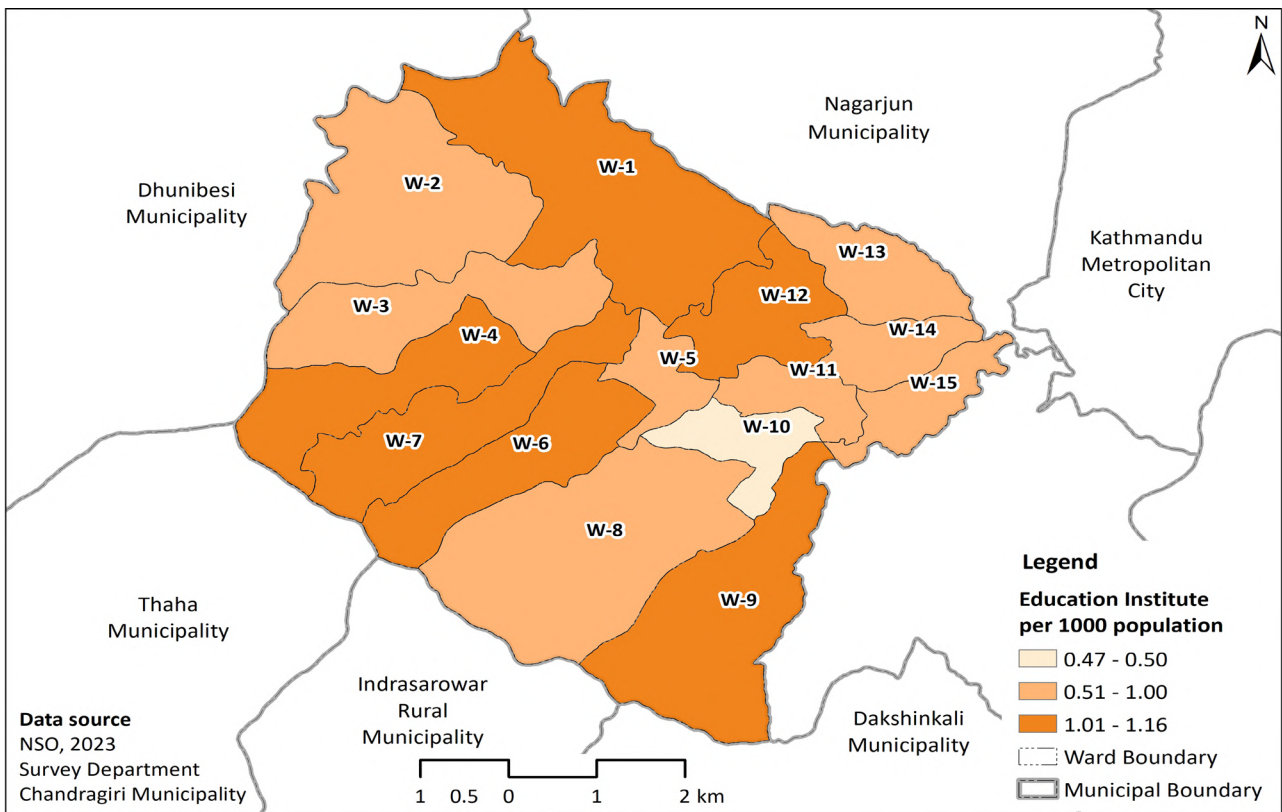 N
Nagarjun
Municipality
W-1
W-2
Dhunibesi
Municipality
Kathmandu
Metropolitan
City
W-13
W-12
W-3
W-14
W-4
W-5
W-11
W-15
W-10
W-7
W-6
W-8
W-9
Thaha
Municipality
Indrasarowar
Rural
Municipality
Dakshinkali
Municipality
Legend
Education Institute
per 1000 population
0.47 - 0.50
0.51 - 1.00
1.01 - 1.16
Ward Boundary
Municipal Boundary
Data source
NSO, 2023
Survey Department
Chandragiri Municipality
1 0.5 0 1 2 km